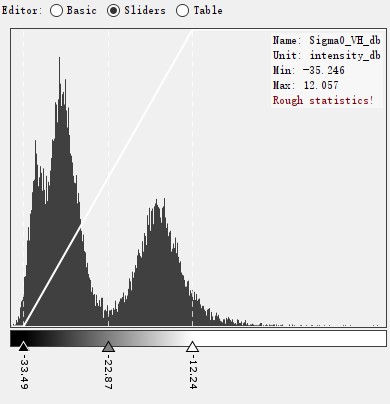 Editor: Basic Sliders Table
Name: Sigma0_VH_db
Unit: intensity_db
Min: -35.246
Max: 12.057
Rough statistics!
-33.49
-22.87
-12.24